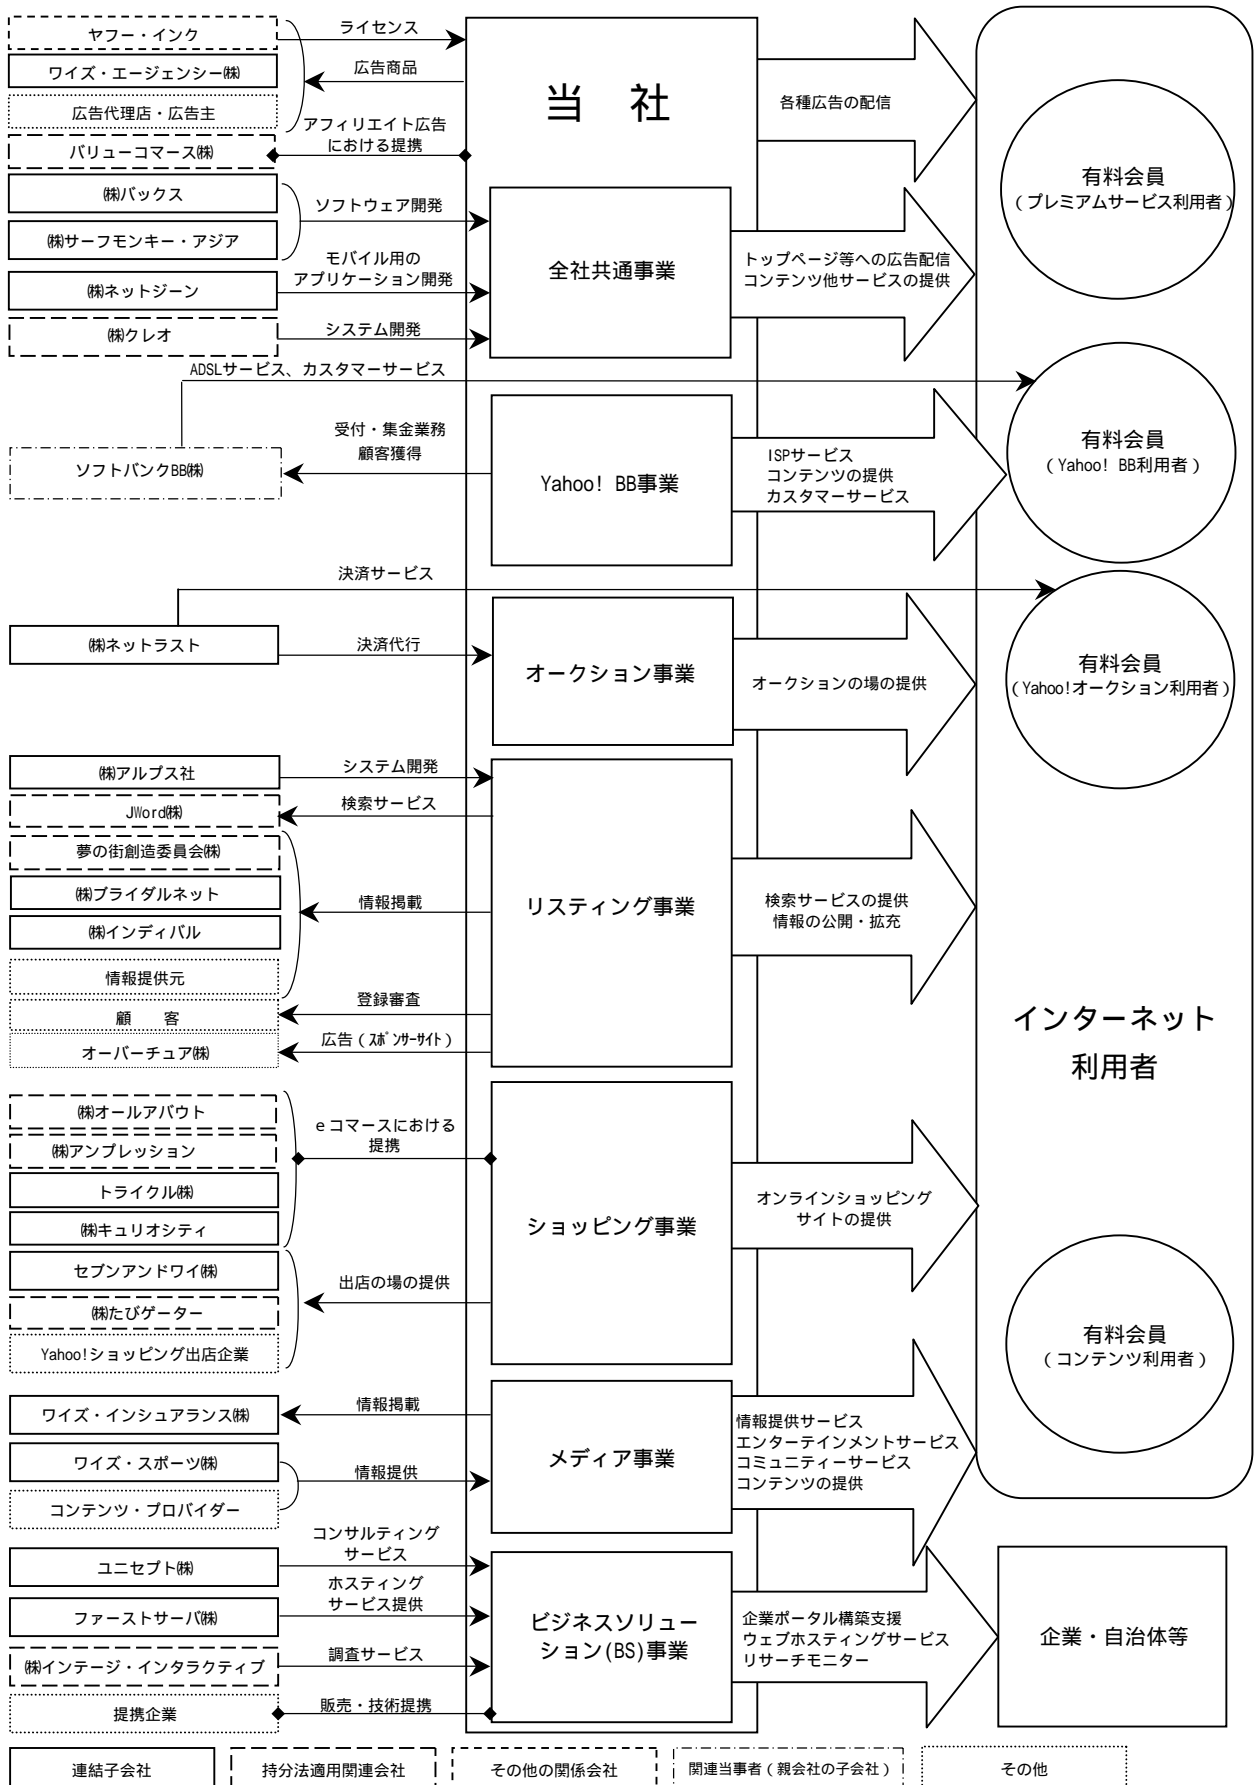 ヤフー・インク
ワイズ・エージェンシー㈱
広告代理店・広告主
バリューコマース㈱
㈱バックス
㈱サーフモンキー・アジア
㈱ネットジーン
㈱クレオ
ライセンス
広告商品
アフィリエイト広告
における提携
ソフトウェア開発
モバイル用の
アプリケーション開発
システム開発
当 社
全社共通事業
各種広告の配信
トップページ等への広告配信
コンテンツ他サービスの提供
有料会員
(プレミアムサービス利用者)
ADSLサービス、カスタマーサービス
ソフトバンクBB㈱
受付・集金業務
顧客獲得
Yahoo! BB事業
ISPサービス
コンテンツの提供
カスタマーサービス
有料会員
(Yahoo! BB利用者)
決済サービス
㈱ネットラスト
決済代行
オークション事業
オークションの場の提供
有料会員
(Yahoo!オークション利用者)
㈱アルプス社
JWord㈱
夢の街創造委員会㈱
㈱ブライダルネット
㈱インディバル
情報提供元
顧 客
オーバーチュア㈱
システム開発
検索サービス
情報掲載
登録審査
広告(ｽﾎﾟﾝｻｰｻｲﾄ)
リスティング事業
検索サービスの提供
情報の公開・拡充
インターネット
利用者
㈱オールアバウト
㈱アンプレッション
トライクル㈱
㈱キュリオシティ
セブンアンドワイ㈱
㈱たびゲーター
Yahoo!ショッピング出店企業
eコマースにおける
提携
出店の場の提供
ショッピング事業
オンラインショッピング
サイトの提供
有料会員
(コンテンツ利用者)
ワイズ・インシュアランス㈱
ワイズ・スポーツ㈱
コンテンツ・プロバイダー
情報掲載
情報提供
メディア事業
情報提供サービス
エンターテインメントサービス
コミュニティーサービス
コンテンツの提供
ユニセプト㈱
ファーストサーバ㈱
㈱インテージ・インタラクティブ
提携企業
コンサルティング
サービス
ホスティング
サービス提供
調査サービス
販売・技術提携
ビジネスソリュー
ション(BS)事業
企業ポータル構築支援
ウェブホスティングサービス
リサーチモニター
企業・自治体等
連結子会社
持分法適用関連会社
その他の関係会社
関連当事者(親会社の子会社)
その他